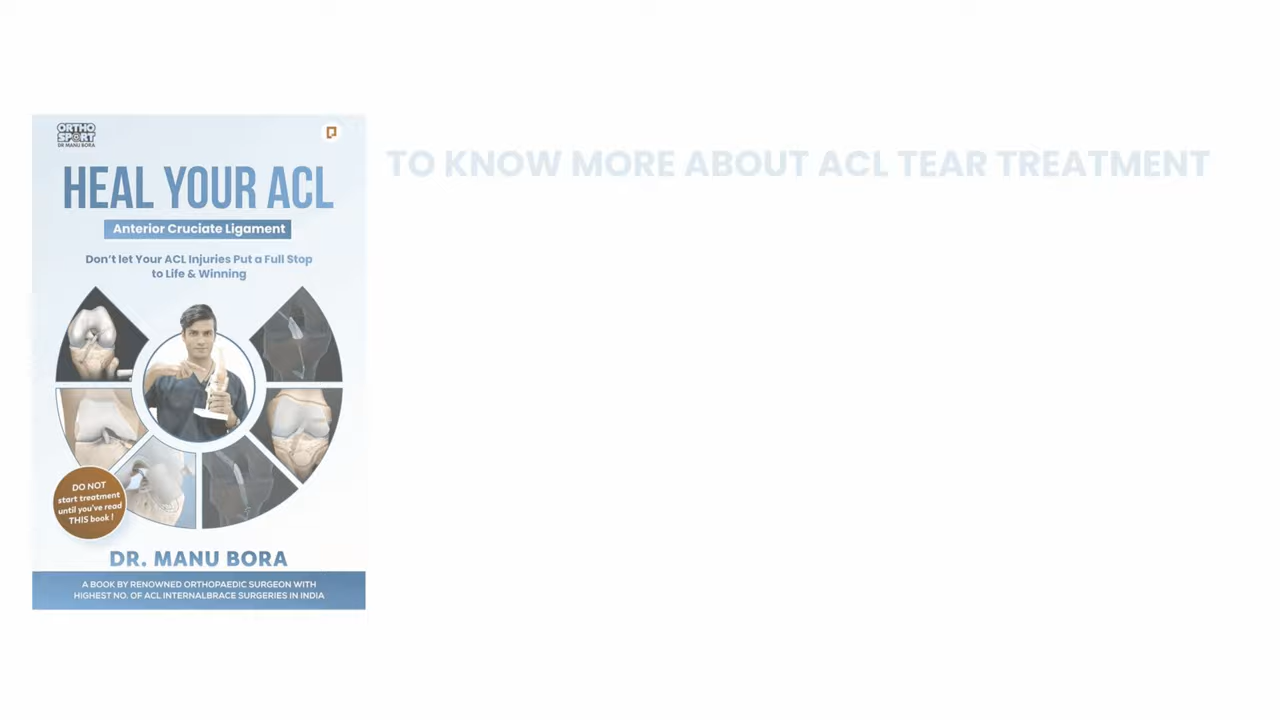 ORTHO
SPORT
DR MANU BORA
HEAL YOUR ACL
Anterior Cruciate Ligament
Don't let Your ACL Injuries Put a Full Stop
to Life & Winning
DO NOT
start treatment
until you've read
THIS book !
DR. MANU BORA
A BOOK BY RENOWNED ORTHOPAEDIC SURGEON WITH
HIGHEST NO. OF ACL INTERNALBRACE SURGERIES IN INDIA
TO KNOW MORE ABOUT ACL TEAR TREATMENT